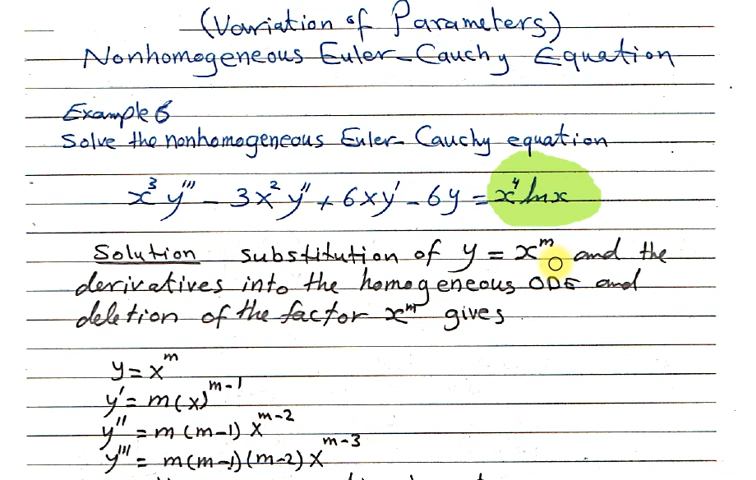 (Variation of Parameters)
Nonhomogeneous Euler-Cauchy Equation
Example 6
Solve the nonhomogeneous Euler-Cauchy equation
x³y''' - 3x²y'' + 6xy' - 6y = x⁴lnx
Solution substitution of y = xᵐ and the
derivatives into the homogeneous ODE and
deletion of the factor xᵐ gives
y = xᵐ
y' = m(x)ᵐ⁻¹
y'' = m(m-1)xᵐ⁻²
y''' = m(m-1)(m-2)xᵐ⁻³